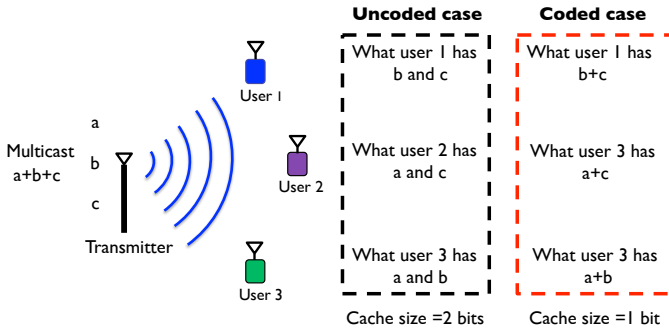 Uncoded case
Coded case
What user 1 has
b and c
What user 1 has
b+c
User 1
a
Multicast
a+b+c
b
c
Transmitter
What user 2 has
a and c
What user 3 has
a+c
User 2
What user 3 has
a and b
What user 3 has
a+b
User 3
Cache size =2 bits
Cache size =1 bit